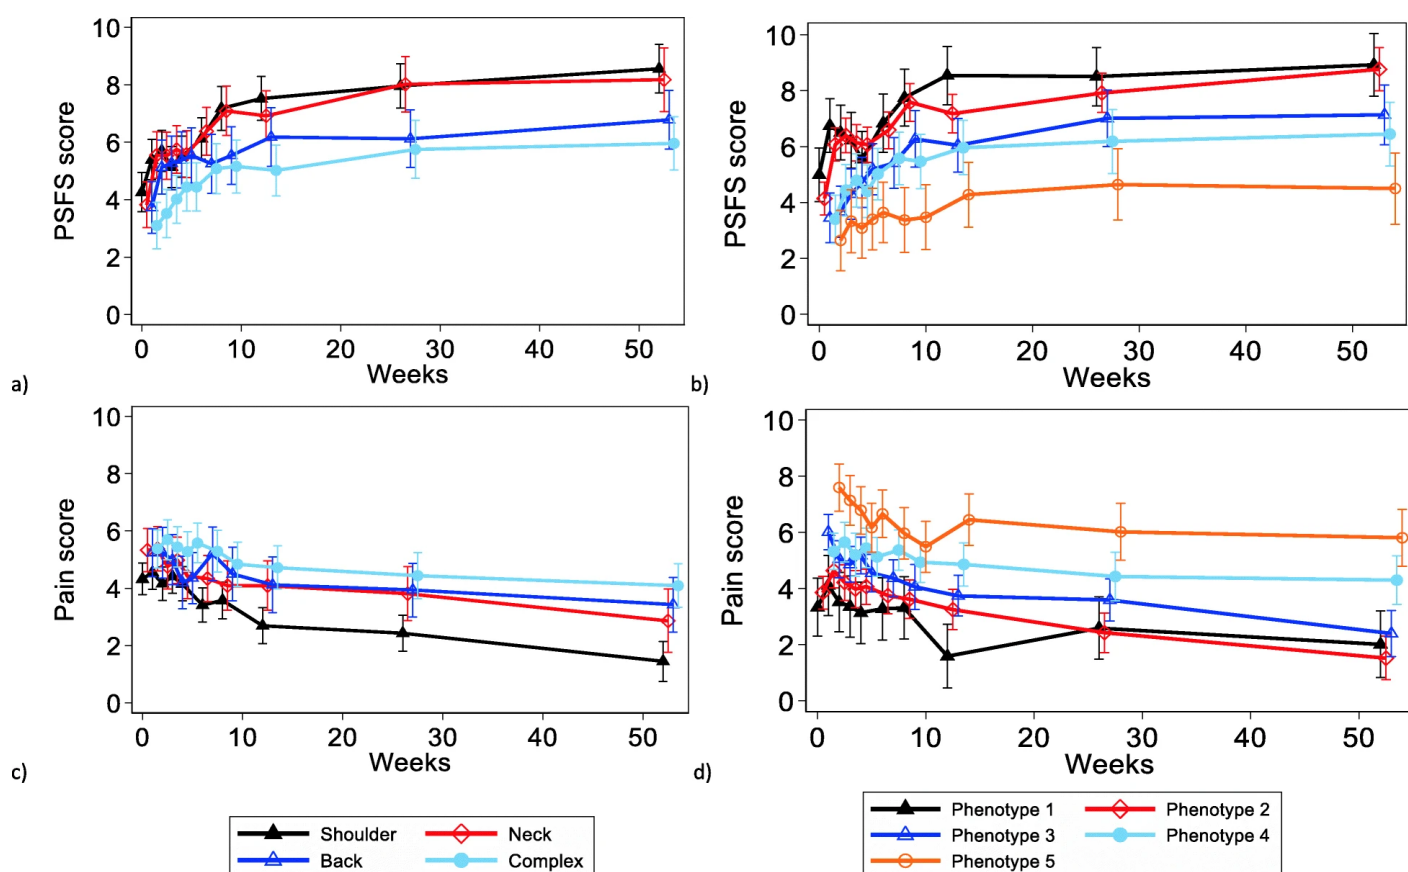 10
8
6
4
2
0
PSFS score
0 10 20 30 40 50
Weeks
a)
10
8
6
4
2
0
PSFS score
0 10 20 30 40 50
Weeks
b)
10
8
6
4
2
0
Pain score
0 10 20 30 40 50
Weeks
c)
10
8
6
4
2
0
Pain score
0 10 20 30 40 50
Weeks
d)
Shoulder Neck
Back Complex
Phenotype 1 Phenotype 2
Phenotype 3 Phenotype 4
Phenotype 5